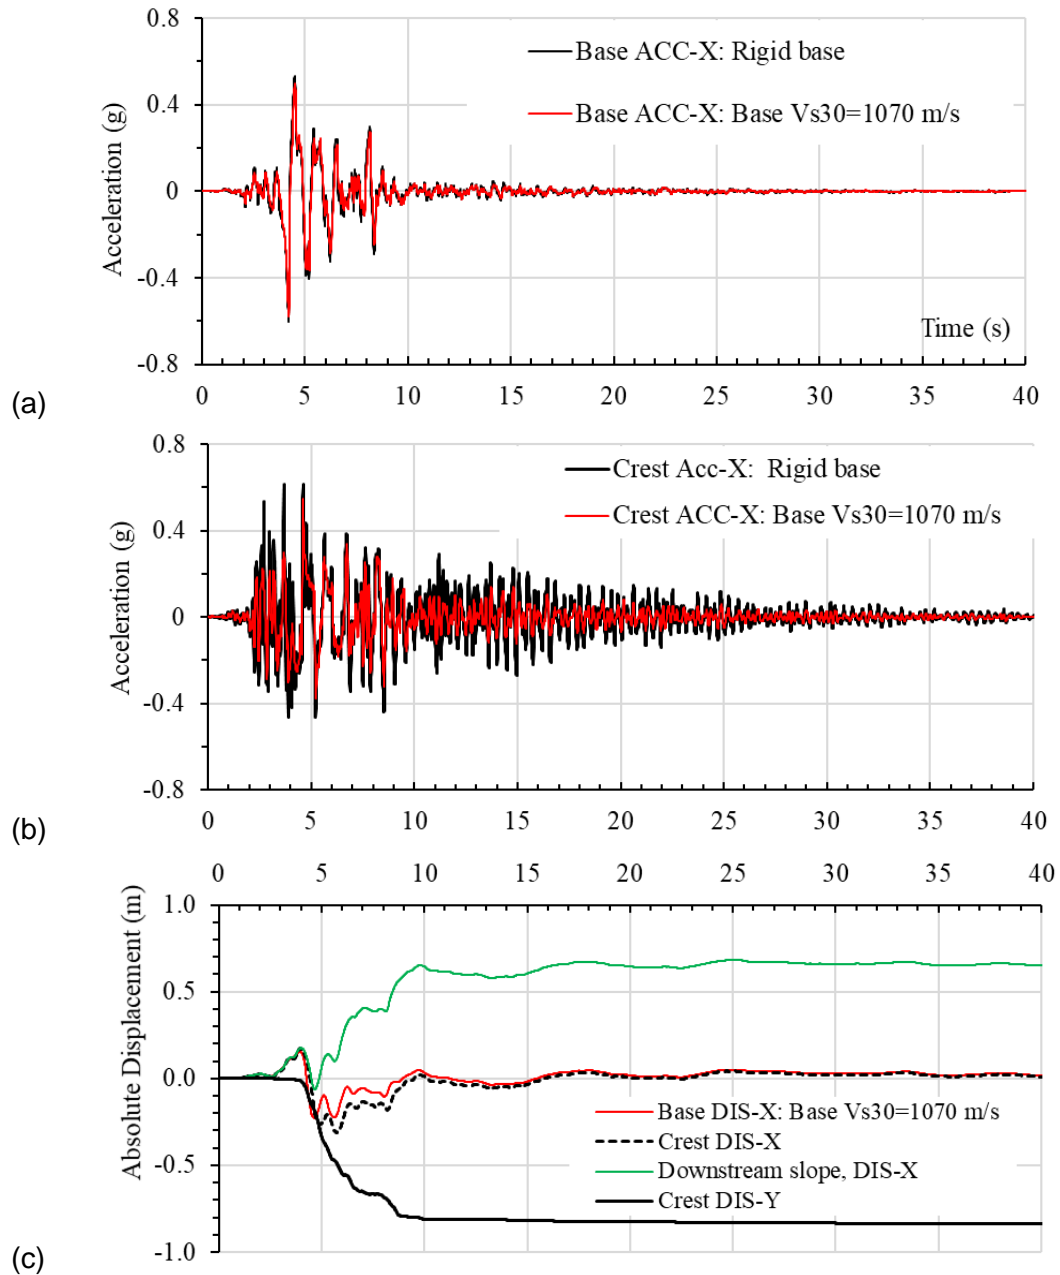 0.8
Base ACC-X: Rigid base
0.4
Base ACC-X: Base Vs30=1070 m/s
Acceleration (g)
0
-0.4
Time (s)
-0.8
0 5 10 15 20 25 30 35 40
(a)
0.8
Crest Acc-X: Rigid base
Crest ACC-X: Base Vs30=1070 m/s
0.4
Acceleration (g)
0
-0.4
-0.8
0 5 10 15 20 25 30 35 40
(b)
0 5 10 15 20 25 30 35 40
1.0
Absolute Displacement (m)
0.5
0.0
Base DIS-X: Base Vs30=1070 m/s
Crest DIS-X
-0.5
Downstream slope, DIS-X
Crest DIS-Y
-1.0
(c)